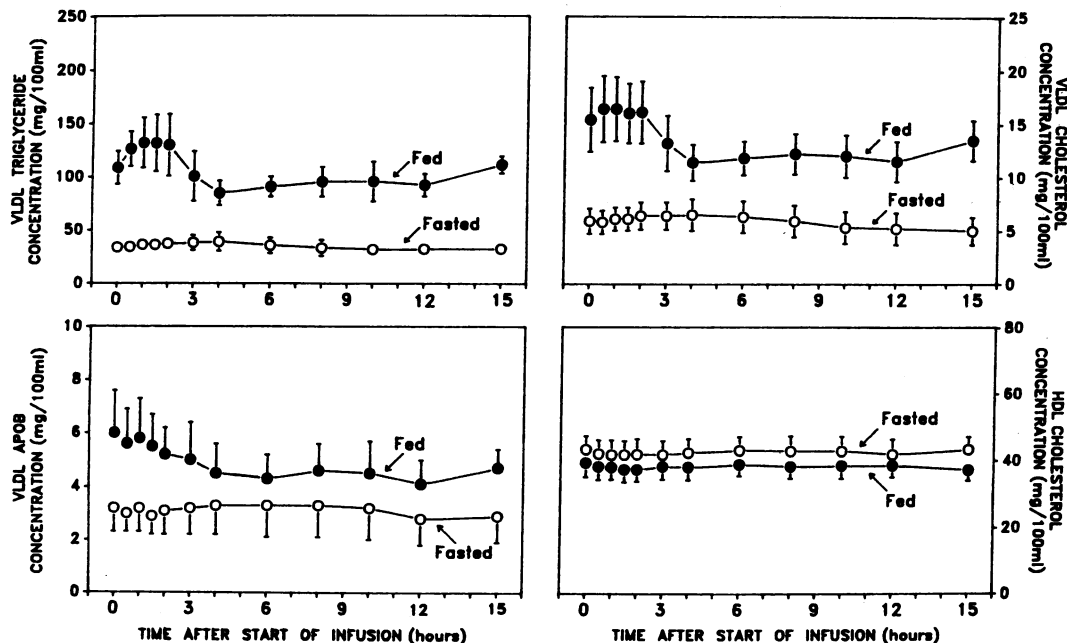 VLDL TRIGLYCERIDE
CONCENTRATION (mg/100ml)
250
200
150
100
50
0
Fed
Fasted
0 3 6 9 12 15
VLDL CHOLESTEROL
CONCENTRATION (mg/100ml)
25
20
15
10
5
0
Fed
Fasted
0 3 6 9 12 15
VLDL APOB
CONCENTRATION (mg/100ml)
10
8
6
4
2
0
Fed
Fasted
0 3 6 9 12 15
TIME AFTER START OF INFUSION (hours)
HDL CHOLESTEROL
CONCENTRATION (mg/100ml)
80
60
40
20
0
Fasted
Fed
0 3 6 9 12 15
TIME AFTER START OF INFUSION (hours)